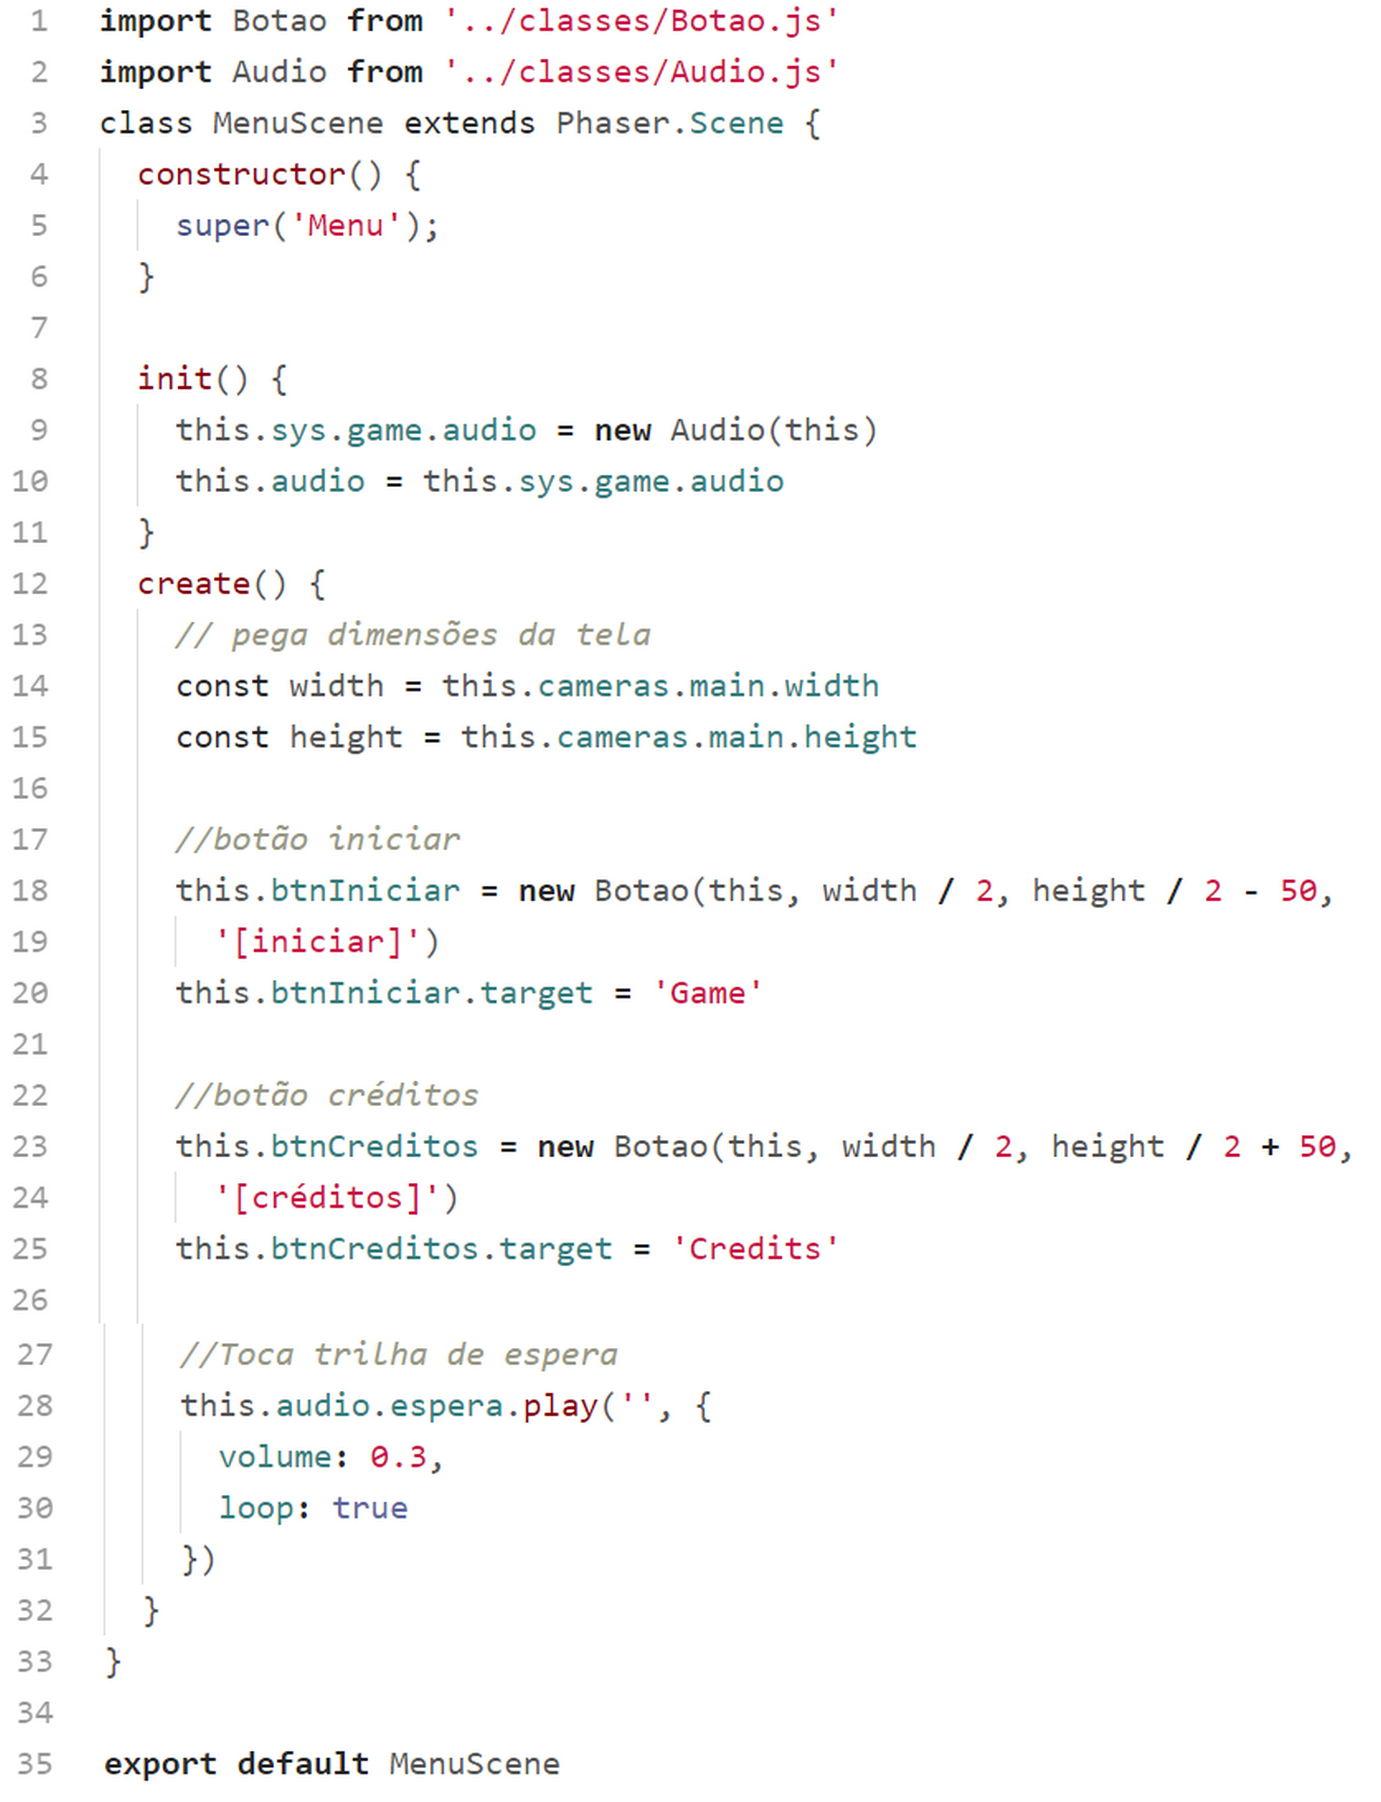 1 import Botao from '../classes/Botao.js'
2 import Audio from '../classes/Audio.js'
3 class MenuScene extends Phaser.Scene {
4 constructor() {
5 super('Menu');
6 }
7
8 init() {
9 this.sys.game.audio = new Audio(this)
10 this.audio = this.sys.game.audio
11 }
12 create() {
13 // pega dimensões da tela
14 const width = this.cameras.main.width
15 const height = this.cameras.main.height
16
17 //botão iniciar
18 this.btnIniciar = new Botao(this, width / 2, height / 2 - 50,
19 '[iniciar]')
20 this.btnIniciar.target = 'Game'
21
22 //botão créditos
23 this.btnCreditos = new Botao(this, width / 2, height / 2 + 50,
24 '[créditos]')
25 this.btnCreditos.target = 'Credits'
26
27 //Toca trilha de espera
28 this.audio.espera.play('', {
29 volume: 0.3,
30 loop: true
31 })
32 }
33 }
34
35 export default MenuScene